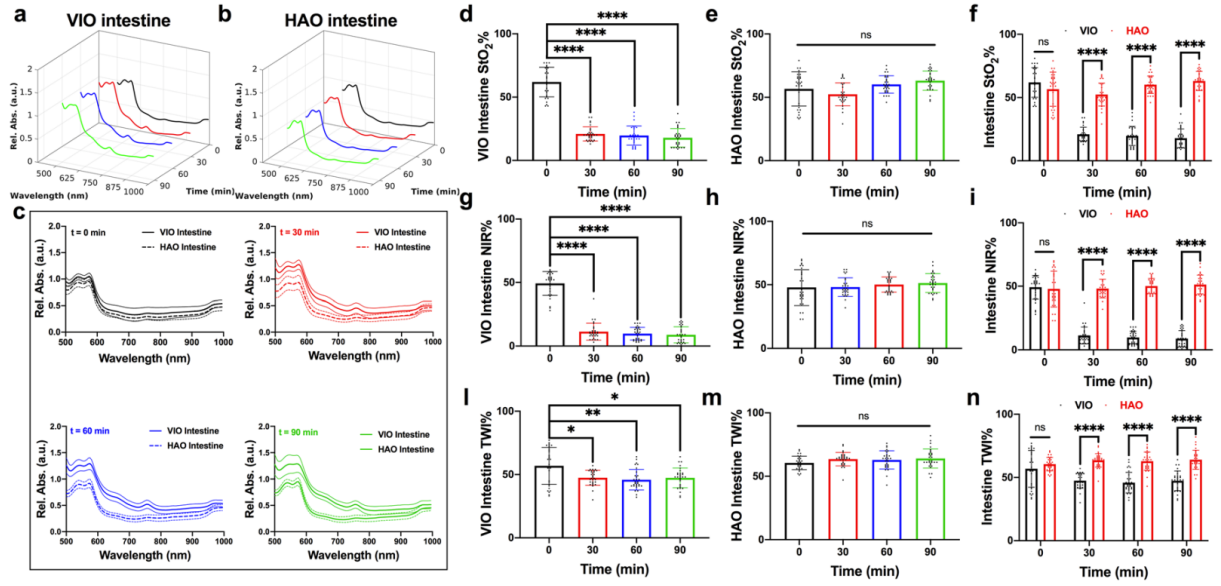 a
VIO intestine
Rel. Abs. (a.u.)
2
1.5
1
0.5
0
500
625
750
875
1000
Wavelength (nm)
0
30
60
90
Time (min)
b
HAO intestine
Rel. Abs. (a.u.)
2
1.5
1
0.5
0
500
625
750
875
1000
Wavelength (nm)
0
30
60
90
Time (min)
c
t = 0 min
VIO Intestine
HAO Intestine
Rel. Abs. (a.u.)
2.0
1.5
1.0
0.5
0.0
500 600 700 800 900 1000
Wavelength (nm)
t = 30 min
VIO Intestine
HAO Intestine
Rel. Abs. (a.u.)
2.0
1.5
1.0
0.5
0.0
500 600 700 800 900 1000
Wavelength (nm)
t = 60 min
VIO Intestine
HAO Intestine
Rel. Abs. (a.u.)
2.0
1.5
1.0
0.5
0.0
500 600 700 800 900 1000
Wavelength (nm)
t = 90 min
VIO Intestine
HAO Intestine
Rel. Abs. (a.u.)
2.0
1.5
1.0
0.5
0.0
500 600 700 800 900 1000
Wavelength (nm)
d
****
****
****
VIO Intestine StO2%
100
50
0
0 30 60 90
Time (min)
e
ns
HAO Intestine StO2%
100
50
0
0 30 60 90
Time (min)
f
VIO HAO
ns **** **** ****
Intestine StO2%
100
50
0
0 30 60 90
Time (min)
g
****
****
****
VIO Intestine NIR%
100
50
0
0 30 60 90
Time (min)
h
ns
HAO Intestine NIR%
100
50
0
0 30 60 90
Time (min)
i
VIO HAO
ns **** **** ****
Intestine NIR%
100
50
0
0 30 60 90
Time (min)
l
*
**
*
VIO Intestine TWI%
100
50
0
0 30 60 90
Time (min)
m
ns
HAO Intestine TWI%
100
50
0
0 30 60 90
Time (min)
n
VIO HAO
ns **** **** ****
Intestine TWI%
100
50
0
0 30 60 90
Time (min)